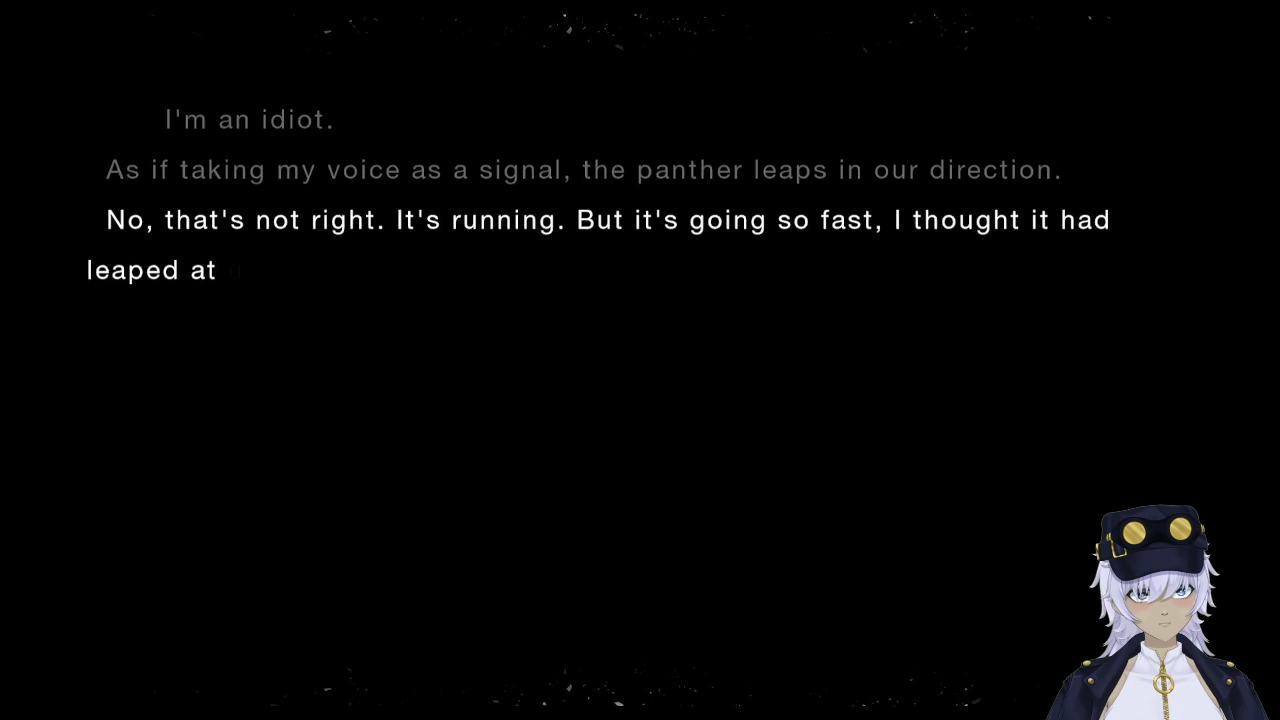 I'm an idiot.
As if taking my voice as a signal, the panther leaps in our direction.
No, that's not right. It's running. But it's going so fast, I thought it had
leaped at